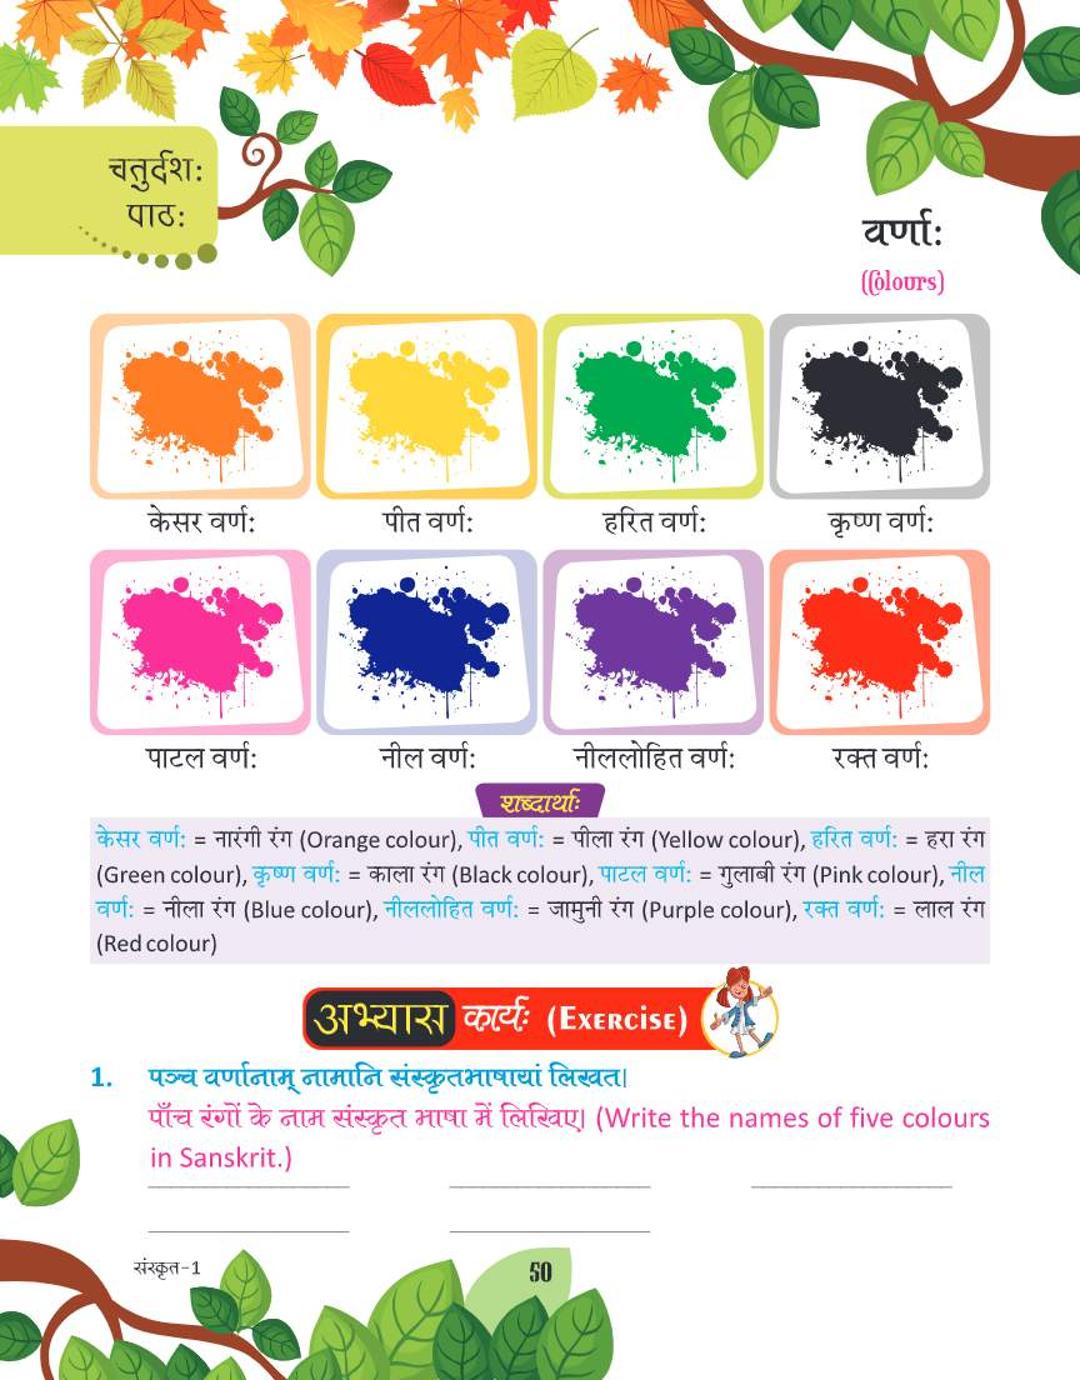 चतुर्दशः
पाठः
वर्णाः
(Colours)
केसर वर्णः
पीत वर्णः
हरित वर्णः
कृष्ण वर्णः
पाटल वर्णः
नील वर्णः
नीललोहित वर्णः
रक्त वर्णः
शब्दार्थाः
केसर वर्णः = नारंगी रंग (Orange colour), पीत वर्णः = पीला रंग (Yellow colour), हरित वर्णः = हरा रंग
(Green colour), कृष्ण वर्णः = काला रंग (Black colour), पाटल वर्णः = गुलाबी रंग (Pink colour), नील
वर्णः = नीला रंग (Blue colour), नीललोहित वर्णः = जामुनी रंग (Purple colour), रक्त वर्णः = लाल रंग
(Red colour)
अभ्यास कार्यः (Exercise)
1. पञ्च वर्णानाम् नामानि संस्कृतभाषायां लिखत।
पाँच रंगों के नाम संस्कृत भाषा में लिखिए। (Write the names of five colours
in Sanskrit.)
संस्कृत-1
50